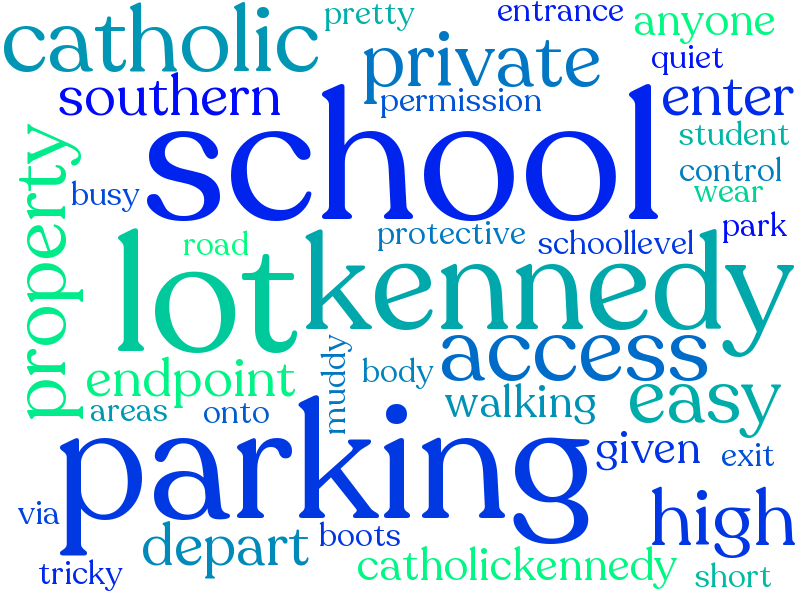 catholic
pretty
entrance
anyone
private
quiet
southern
permission
enter
school
student
control
wear
property
busy
park
road
protective
schoollevel
lot
kennedy
access
muddy
endpoint
body
easy
areas
onto
walking
parking
given
exit
via
high
depart
boots
catholickennedy
tricky
short